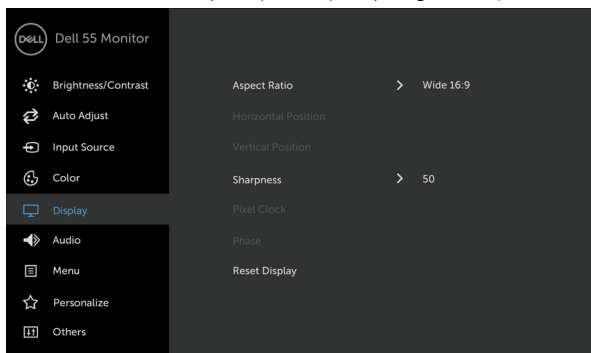 DELL
Dell 55 Monitor
Brightness/Contrast
Auto Adjust
Input Source
Color
Display
Audio
Menu
Personalize
Others
Aspect Ratio > Wide 16:9
Horizontal Position
Vertical Position
Sharpness > 50
Pixel Clock
Phase
Reset Display